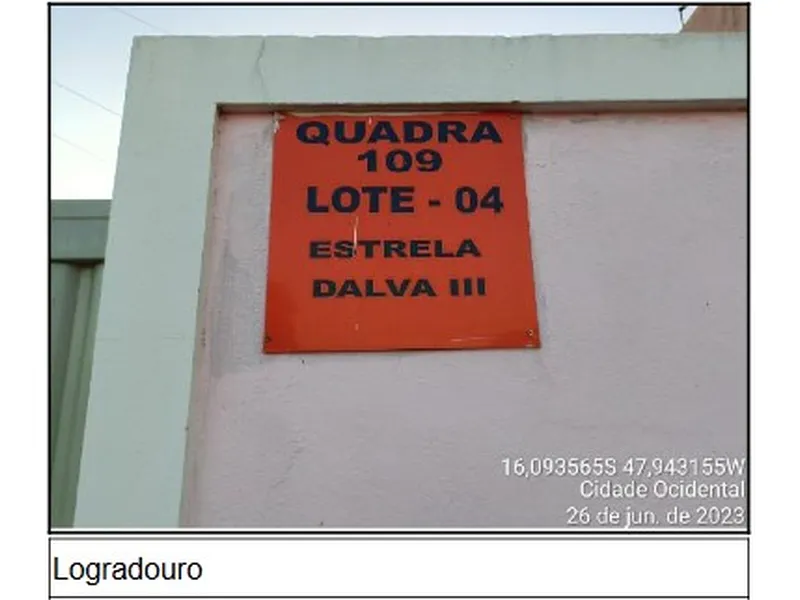 QUADRA
109
LOTE - 04
ESTRELA
DALVA III
16,093565S 47,943155W
Cidade Ocidental
26 de jun. de 2023
Logradouro